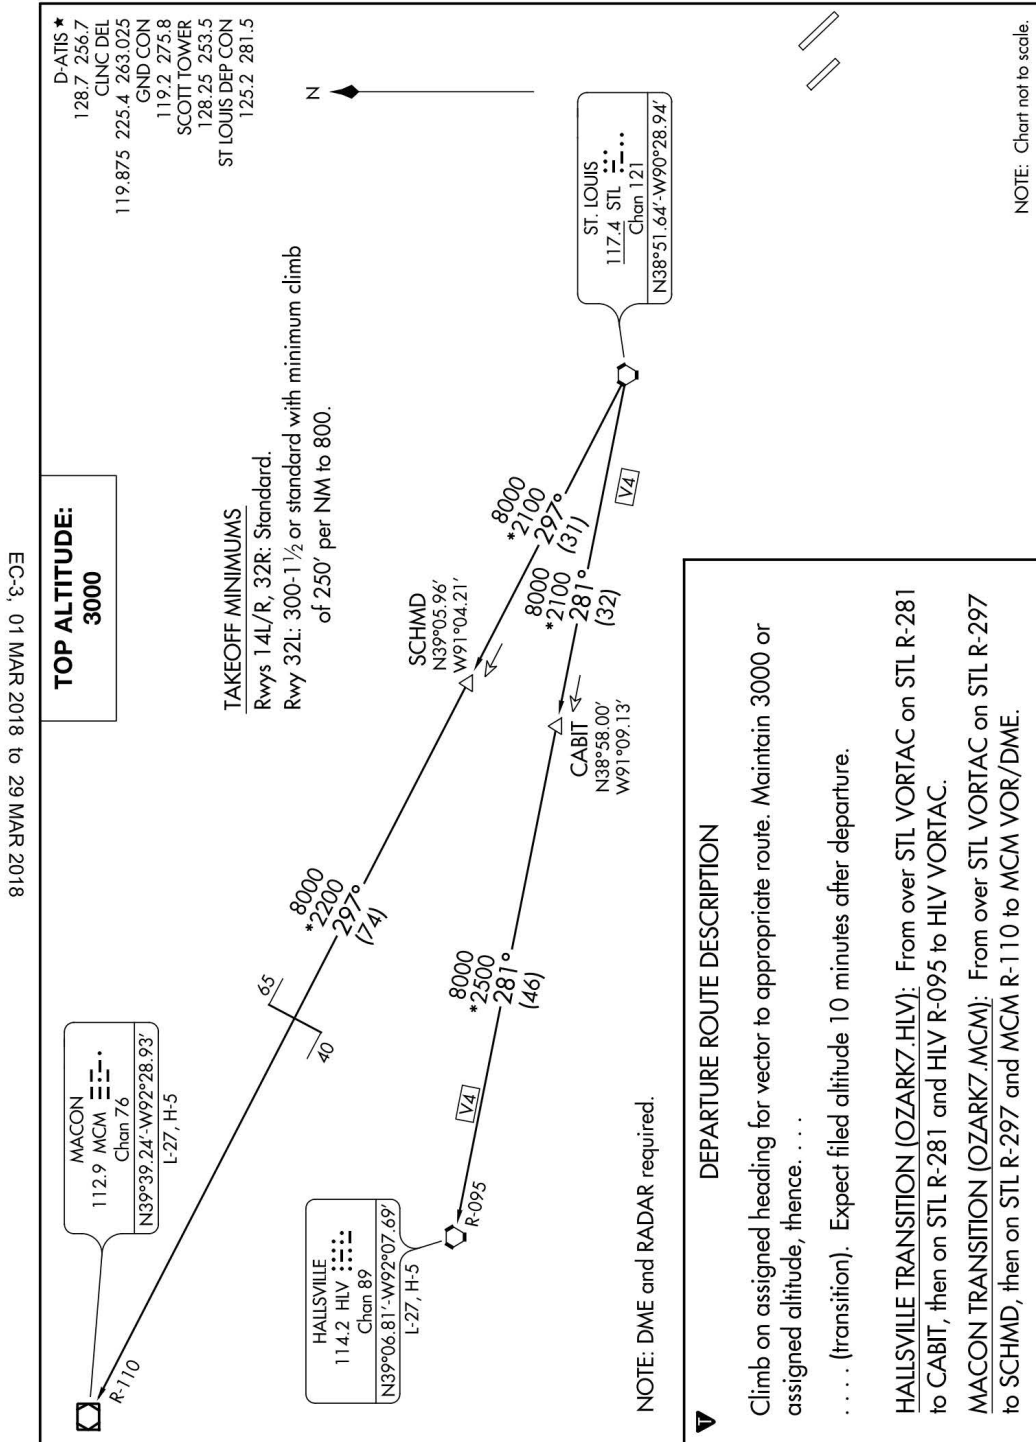 EC-3, 01 MAR 2018 to 29 MAR 2018
TOP ALTITUDE:
3000
D-ATIS ★
128.7 256.7
CLNC DEL
119.875 225.4 263.025
GND CON
119.2 275.8
SCOTT TOWER
128.25 253.5
ST LOUIS DEP CON
125.2 281.5
N
TAKEOFF MINIMUMS
Rwys 14L/R, 32R: Standard.
Rwy 32L: 300-1½ or standard with minimum climb
of 250' per NM to 800.
MACON
112.9 MCM
Chan 76
N39°39.24'-W92°28.93'
L-27, H-5
R-110
65
40
8000
*2200
297°
(74)
SCHMD
N39°05.96'
W91°04.21'
8000
*2100
297°
(31)
8000
*2100
281°
(32)
V4
ST. LOUIS
117.4 STL
Chan 121
N38°51.64'-W90°28.94'
CABIT
N38°58.00'
W91°09.13'
8000
*2500
281°
(46)
V4
HALLSVILLE
114.2 HLV
Chan 89
N39°06.81'-W92°07.69'
L-27, H-5
R-095
NOTE: DME and RADAR required.
NOTE: Chart not to scale.
T
DEPARTURE ROUTE DESCRIPTION
Climb on assigned heading for vector to appropriate route. Maintain 3000 or
assigned altitude, thence. . . .
. . . . (transition). Expect filed altitude 10 minutes after departure.
HALLSVILLE TRANSITION (OZARK7.HLV): From over STL VORTAC on STL R-281
to CABIT, then on STL R-281 and HLV R-095 to HLV VORTAC.
MACON TRANSITION (OZARK7.MCM): From over STL VORTAC on STL R-297
to SCHMD, then on STL R-297 and MCM R-110 to MCM VOR/DME.